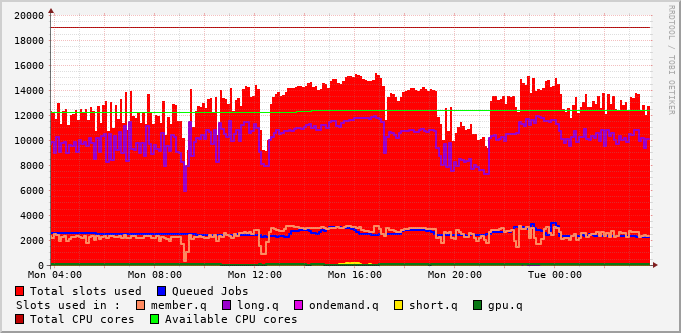 20000
18000
16000
14000
12000
10000
8000
6000
4000
2000
0
Mon 04:00 Mon 08:00 Mon 12:00 Mon 16:00 Mon 20:00 Tue 00:00
Total slots used Queued Jobs
Slots used in : member.q long.q ondemand.q short.q gpu.q
Total CPU cores Available CPU cores
RRDTOOL / TOBI OETIKER